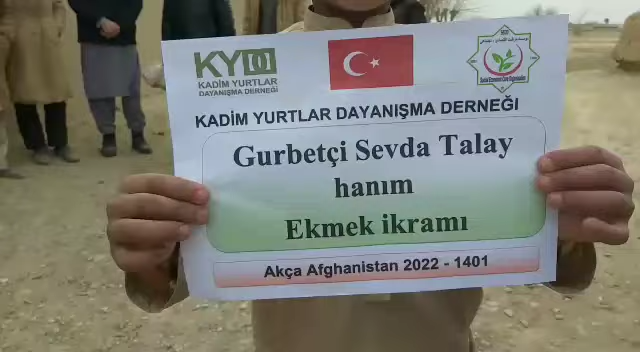 KYDD
KADİM YURTLAR
DAYANIŞMA DERNEĞİ
KADİM YURTLAR DAYANIŞMA DERNEĞİ
Gurbetçi Sevda Talay
hanım
Ekmek ikramı
Akça Afghanistan 2022 - 1401